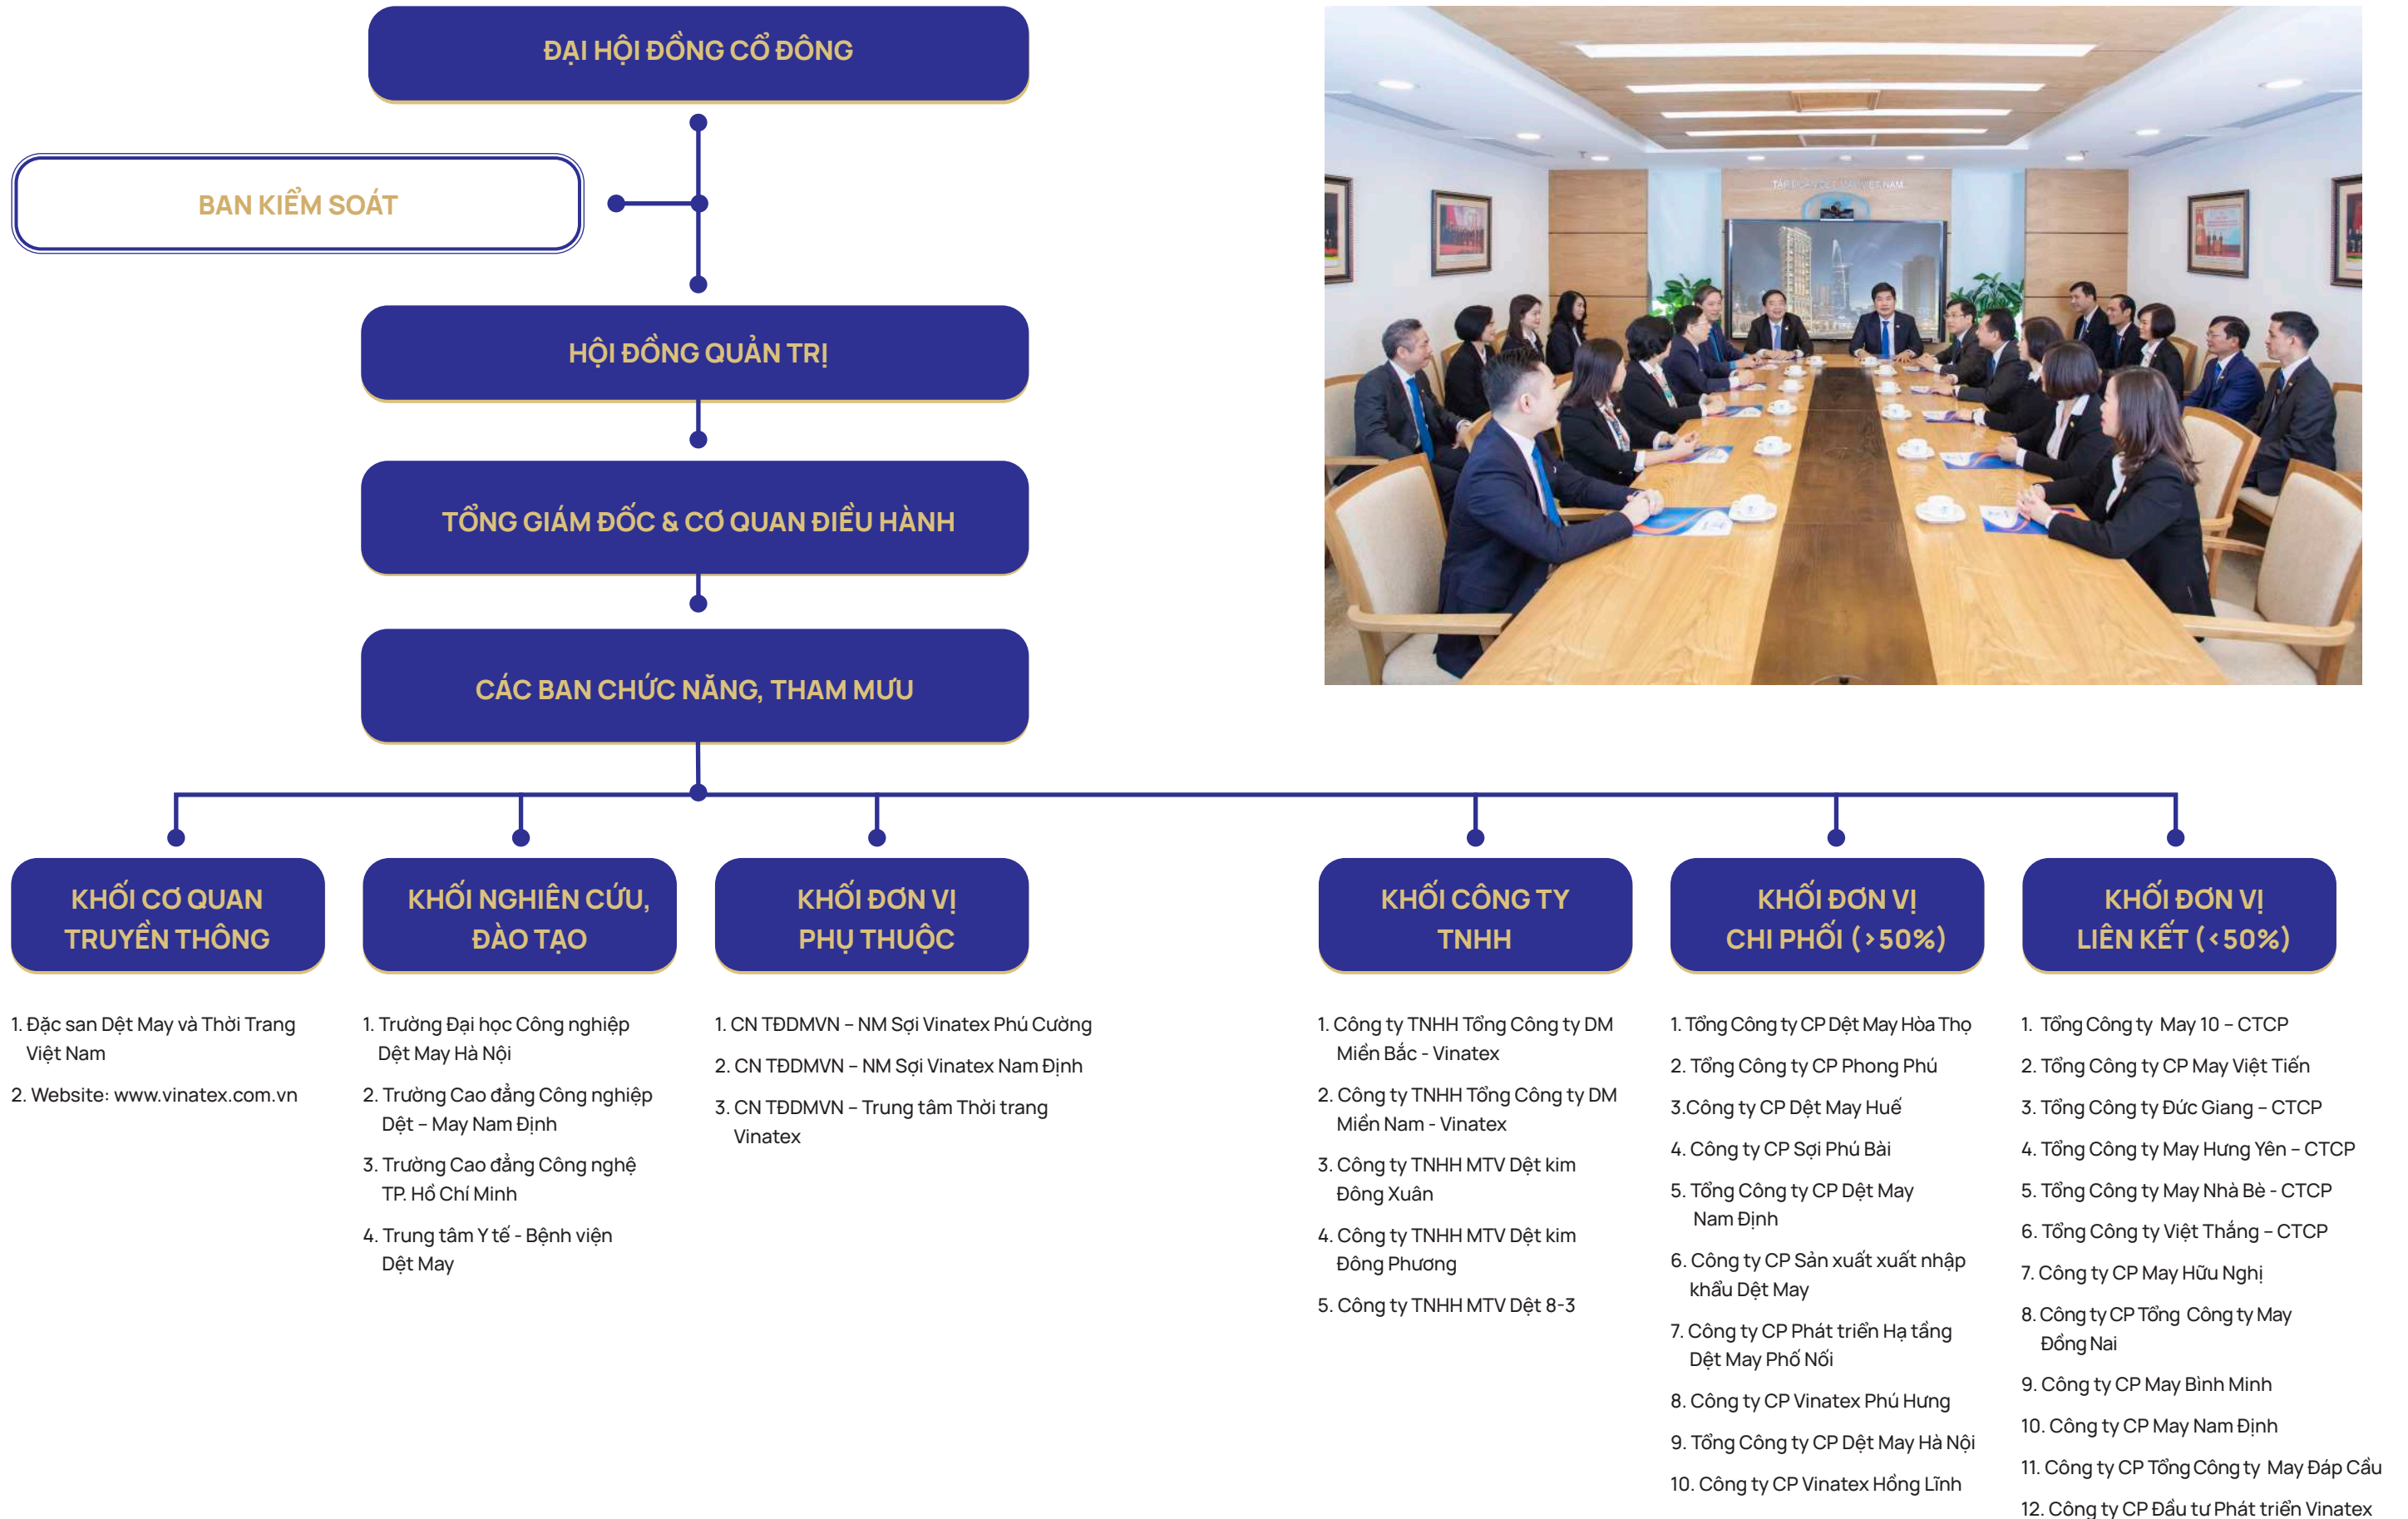 ĐẠI HỘI ĐỒNG CỔ ĐÔNG
BAN KIỂM SOÁT
TẬP ĐOÀN DỆT MAY VIỆT NAM
HỘI ĐỒNG QUẢN TRỊ
TỔNG GIÁM ĐỐC & CƠ QUAN ĐIỀU HÀNH
CÁC BAN CHỨC NĂNG, THAM MƯU
KHỐI CƠ QUAN
TRUYỀN THÔNG
1. Đặc san Dệt May và Thời Trang
Việt Nam
2. Website: www.vinatex.com.vn
KHỐI NGHIÊN CỨU,
ĐÀO TẠO
1. Trường Đại học Công nghiệp
Dệt May Hà Nội
2. Trường Cao đẳng Công nghiệp
Dệt – May Nam Định
3. Trường Cao đẳng Công nghệ
TP. Hồ Chí Minh
4. Trung tâm Y tế - Bệnh viện
Dệt May
KHỐI ĐƠN VỊ
PHỤ THUỘC
1. CN TĐDMVN – NM Sợi Vinatex Phú Cường
2. CN TĐDMVN – NM Sợi Vinatex Nam Định
3. CN TĐDMVN – Trung tâm Thời trang
Vinatex
KHỐI CÔNG TY
TNHH
1. Công ty TNHH Tổng Công ty DM
Miền Bắc - Vinatex
2. Công ty TNHH Tổng Công ty DM
Miền Nam - Vinatex
3. Công ty TNHH MTV Dệt kim
Đông Xuân
4. Công ty TNHH MTV Dệt kim
Đông Phương
5. Công ty TNHH MTV Dệt 8-3
KHỐI ĐƠN VỊ
CHI PHỐI (>50%)
1. Tổng Công ty CP Dệt May Hòa Thọ
2. Tổng Công ty CP Phong Phú
3.Công ty CP Dệt May Huế
4. Công ty CP Sợi Phú Bài
5. Tổng Công ty CP Dệt May
Nam Định
6. Công ty CP Sản xuất xuất nhập
khẩu Dệt May
7. Công ty CP Phát triển Hạ tầng
Dệt May Phố Nối
8. Công ty CP Vinatex Phú Hưng
9. Tổng Công ty CP Dệt May Hà Nội
10. Công ty CP Vinatex Hồng Lĩnh
KHỐI ĐƠN VỊ
LIÊN KẾT (<50%)
1. Tổng Công ty May 10 – CTCP
2. Tổng Công ty CP May Việt Tiến
3. Tổng Công ty Đức Giang – CTCP
4. Tổng Công ty May Hưng Yên – CTCP
5. Tổng Công ty May Nhà Bè - CTCP
6. Tổng Công ty Việt Thắng – CTCP
7. Công ty CP May Hữu Nghị
8. Công ty CP Tổng Công ty May
Đồng Nai
9. Công ty CP May Bình Minh
10. Công ty CP May Nam Định
11. Công ty CP Tổng Công ty May Đáp Cầu
12. Công ty CP Đầu tư Phát triển Vinatex